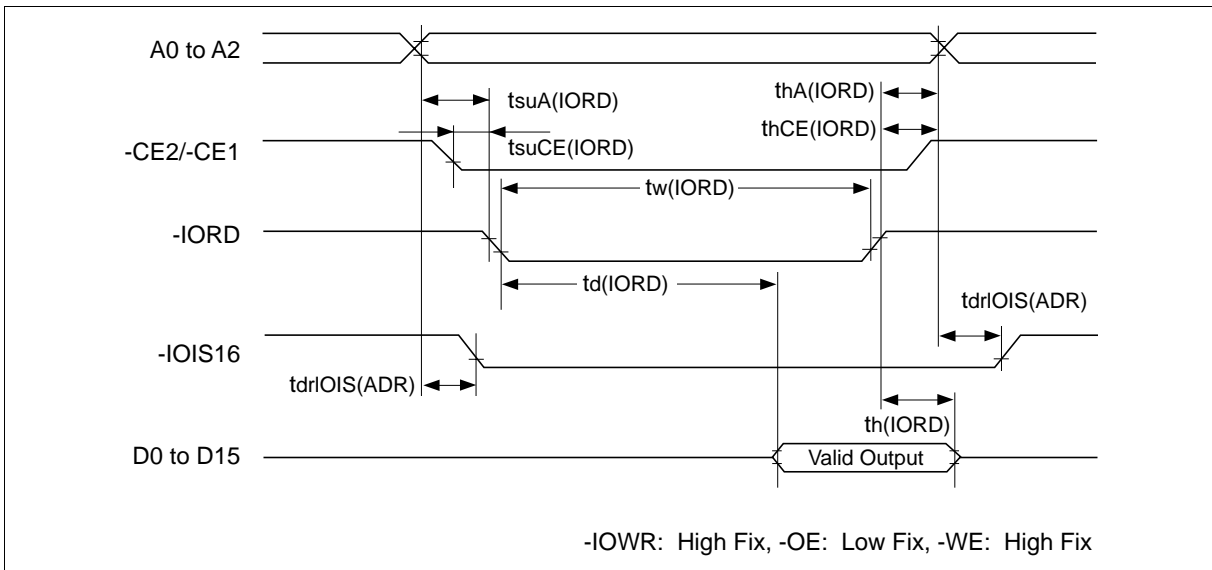 A0 to A2
tsuA(IORD)
thA(IORD)
thCE(IORD)
-CE2/-CE1
tsuCE(IORD)
tw(IORD)
-IORD
td(IORD)
tdrIOIS(ADR)
-IOIS16
tdrIOIS(ADR)
th(IORD)
D0 to D15
Valid Output
-IOWR: High Fix, -OE: Low Fix, -WE: High Fix